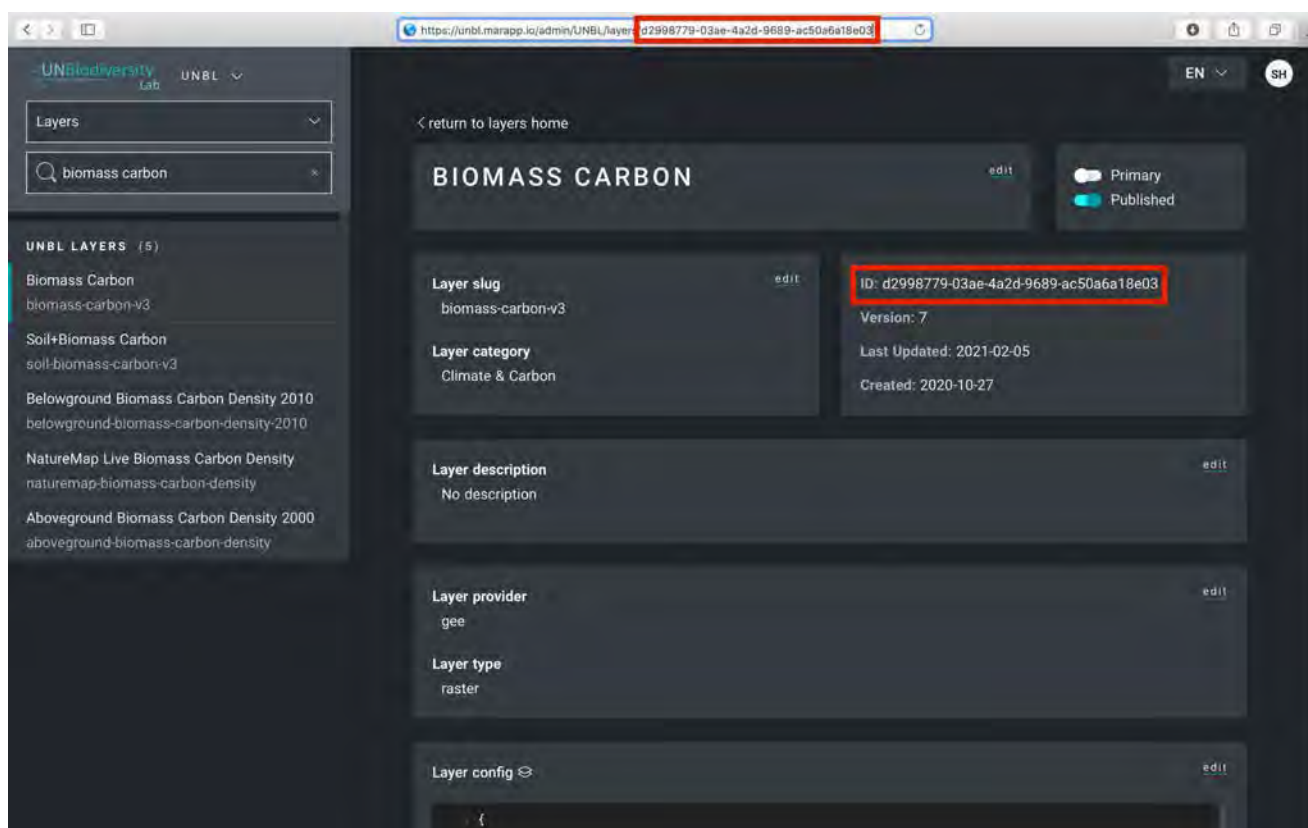 https://unbl.marapp.io/admin/UNBL/layers/d2998779-03ae-4a2d-9689-ac50a6a18e03
UNBiodiversity
Lab
UNBL
EN
SH
Layers
< return to layers home
biomass carbon
BIOMASS CARBON
edit
Primary
Published
UNBL LAYERS (5)
Biomass Carbon
biomass-carbon-v3
Soil+Biomass Carbon
soil-biomass-carbon-v3
Belowground Biomass Carbon Density 2010
belowground-biomass-carbon-density-2010
NatureMap Live Biomass Carbon Density
naturemap-biomass-carbon-density
Aboveground Biomass Carbon Density 2000
aboveground-biomass-carbon-density
Layer slug
edit
biomass-carbon-v3
Layer category
Climate & Carbon
ID: d2998779-03ae-4a2d-9689-ac50a6a18e03
Version: 7
Last Updated: 2021-02-05
Created: 2020-10-27
Layer description
edit
No description
Layer provider
edit
gee
Layer type
raster
Layer config
edit
{